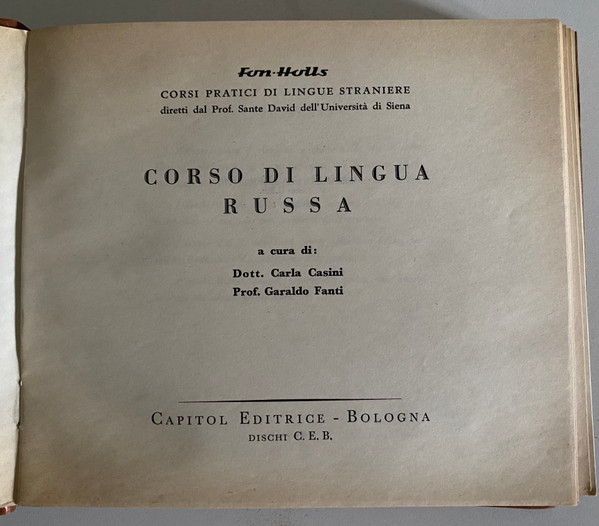 Fon-Halls
CORSI PRATICI DI LINGUE STRANIERE
diretti dal Prof. Sante David dell'Università di Siena
CORSO DI LINGUA
RUSSA
a cura di:
Dott. Carla Casini
Prof. Garaldo Fanti
CAPITOL EDITRICE - BOLOGNA
DISCHI C. E. B.